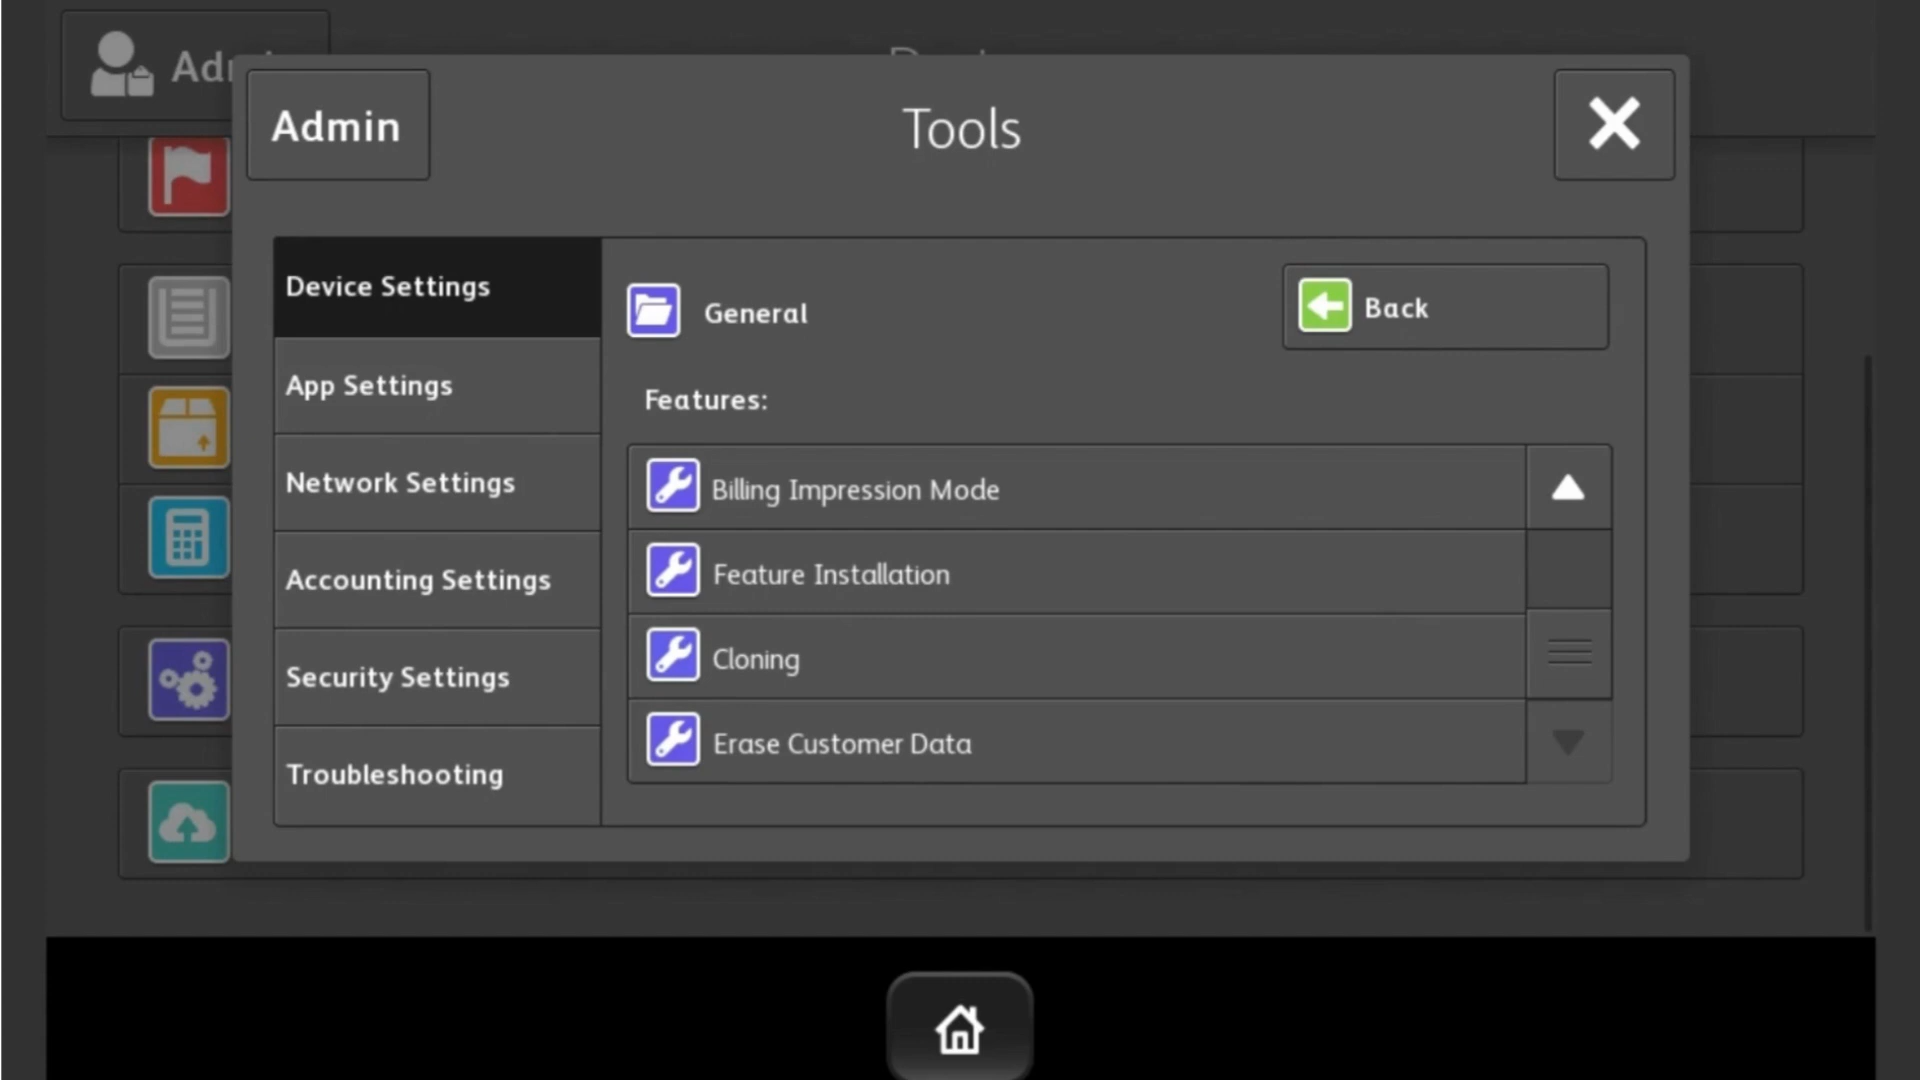 Admin
Tools
Device Settings
App Settings
Network Settings
Accounting Settings
Security Settings
Troubleshooting
General
Back
Features:
Billing Impression Mode
Feature Installation
Cloning
Erase Customer Data